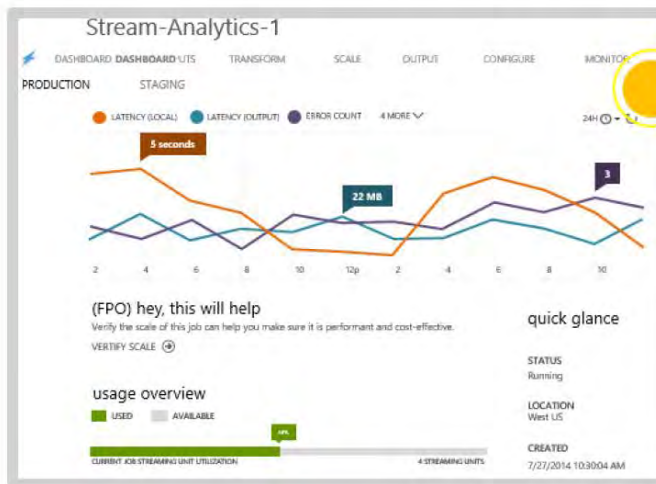 Stream-Analytics-1
DASHBOARD DASHBOARD UTS TRANSFORM SCALE OUTPUT CONFIGURE MONITOR
PRODUCTION STAGING
LATENCY (LOCAL) LATENCY (OUTPUT) ERROR COUNT 4 MORE 24H
5 seconds
22 MB
3
2 4 6 8 10 12p 2 4 6 8 10
(FPO) hey, this will help
Verify the scale of this job can help you make sure it is performant and cost-effective.
VERTIFY SCALE
usage overview
USED AVAILABLE
CURRENT JOB STREAMING UNIT UTILIZATION 4 STREAMING UNITS
quick glance
STATUS
Running
LOCATION
West US
CREATED
7/27/2014 10:30:04 AM